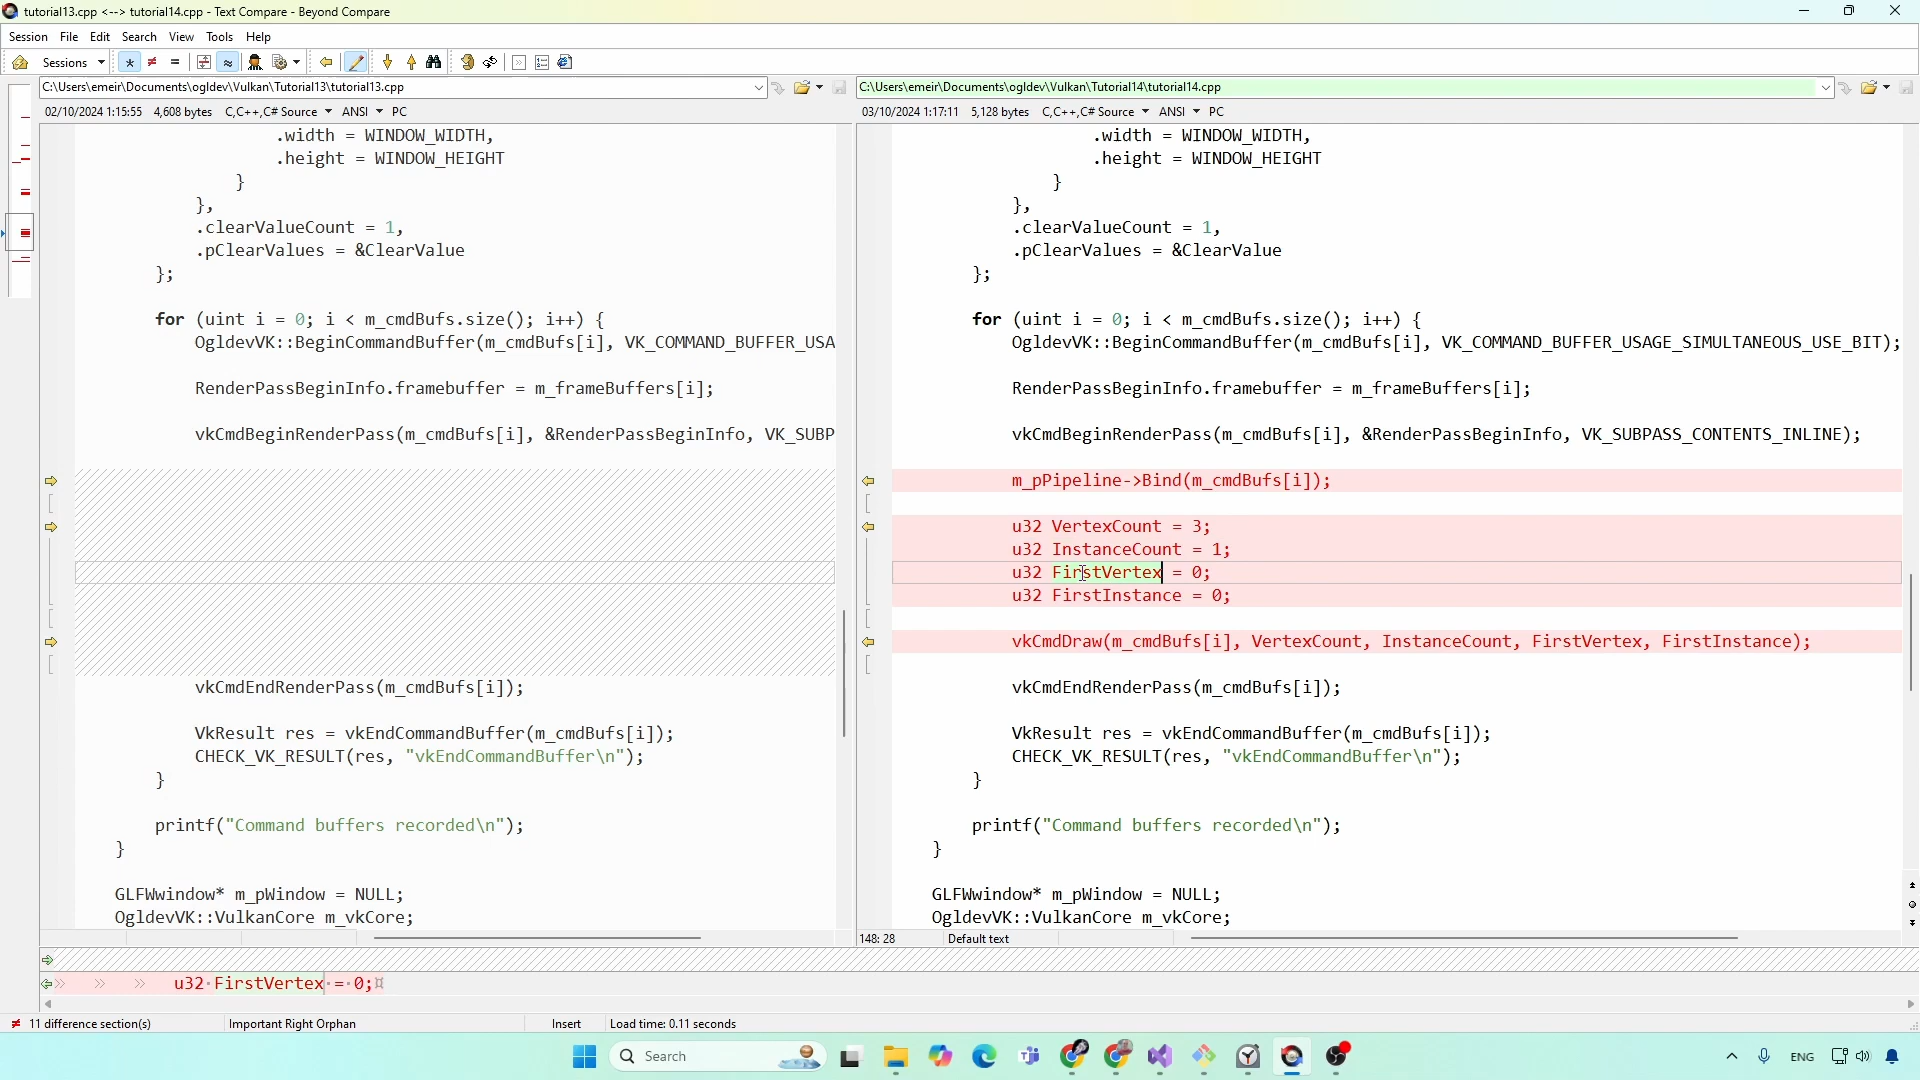 tutorial13.cpp <--> tutorial14.cpp - Text Compare - Beyond Compare
Session File Edit Search View Tools Help
Sessions
C:\Users\emeir\Documents\ogldev\Vulkan\Tutorial13\tutorial13.cpp
02/10/2024 1:15:55 4,608 bytes C,C++,C# Source ANSI PC
.width = WINDOW_WIDTH,
.height = WINDOW_HEIGHT
}
},
.clearValueCount = 1,
.pClearValues = &ClearValue
};
for (uint i = 0; i < m_cmdBufs.size(); i++) {
OgldevVK::BeginCommandBuffer(m_cmdBufs[i], VK_COMMAND_BUFFER_USA
RenderPassBeginInfo.framebuffer = m_frameBuffers[i];
vkCmdBeginRenderPass(m_cmdBufs[i], &RenderPassBeginInfo, VK_SUBP
vkCmdEndRenderPass(m_cmdBufs[i]);
VkResult res = vkEndCommandBuffer(m_cmdBufs[i]);
CHECK_VK_RESULT(res, "vkEndCommandBuffer\n");
}
printf("Command buffers recorded\n");
}
GLFWwindow* m_pWindow = NULL;
OgldevVK::VulkanCore m_vkCore;
C:\Users\emeir\Documents\ogldev\Vulkan\Tutorial14\tutorial14.cpp
03/10/2024 1:17:11 5,128 bytes C,C++,C# Source ANSI PC
.width = WINDOW_WIDTH,
.height = WINDOW_HEIGHT
}
},
.clearValueCount = 1,
.pClearValues = &ClearValue
};
for (uint i = 0; i < m_cmdBufs.size(); i++) {
OgldevVK::BeginCommandBuffer(m_cmdBufs[i], VK_COMMAND_BUFFER_USAGE_SIMULTANEOUS_USE_BIT);
RenderPassBeginInfo.framebuffer = m_frameBuffers[i];
vkCmdBeginRenderPass(m_cmdBufs[i], &RenderPassBeginInfo, VK_SUBPASS_CONTENTS_INLINE);
m_pPipeline->Bind(m_cmdBufs[i]);
u32 VertexCount = 3;
u32 InstanceCount = 1;
u32 FirstVertex = 0;
u32 FirstInstance = 0;
vkCmdDraw(m_cmdBufs[i], VertexCount, InstanceCount, FirstVertex, FirstInstance);
vkCmdEndRenderPass(m_cmdBufs[i]);
VkResult res = vkEndCommandBuffer(m_cmdBufs[i]);
CHECK_VK_RESULT(res, "vkEndCommandBuffer\n");
}
printf("Command buffers recorded\n");
}
GLFWwindow* m_pWindow = NULL;
OgldevVK::VulkanCore m_vkCore;
148: 28 Default text
u32·FirstVertex·=·0;¤
11 difference section(s) Important Right Orphan Insert Load time: 0.11 seconds
Search ENG